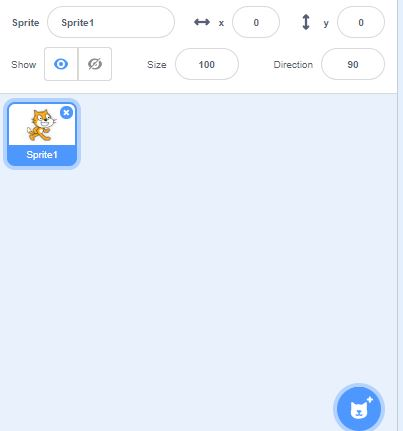 Sprite Sprite1 x 0 y 0
Show Size 100 Direction 90
Sprite1